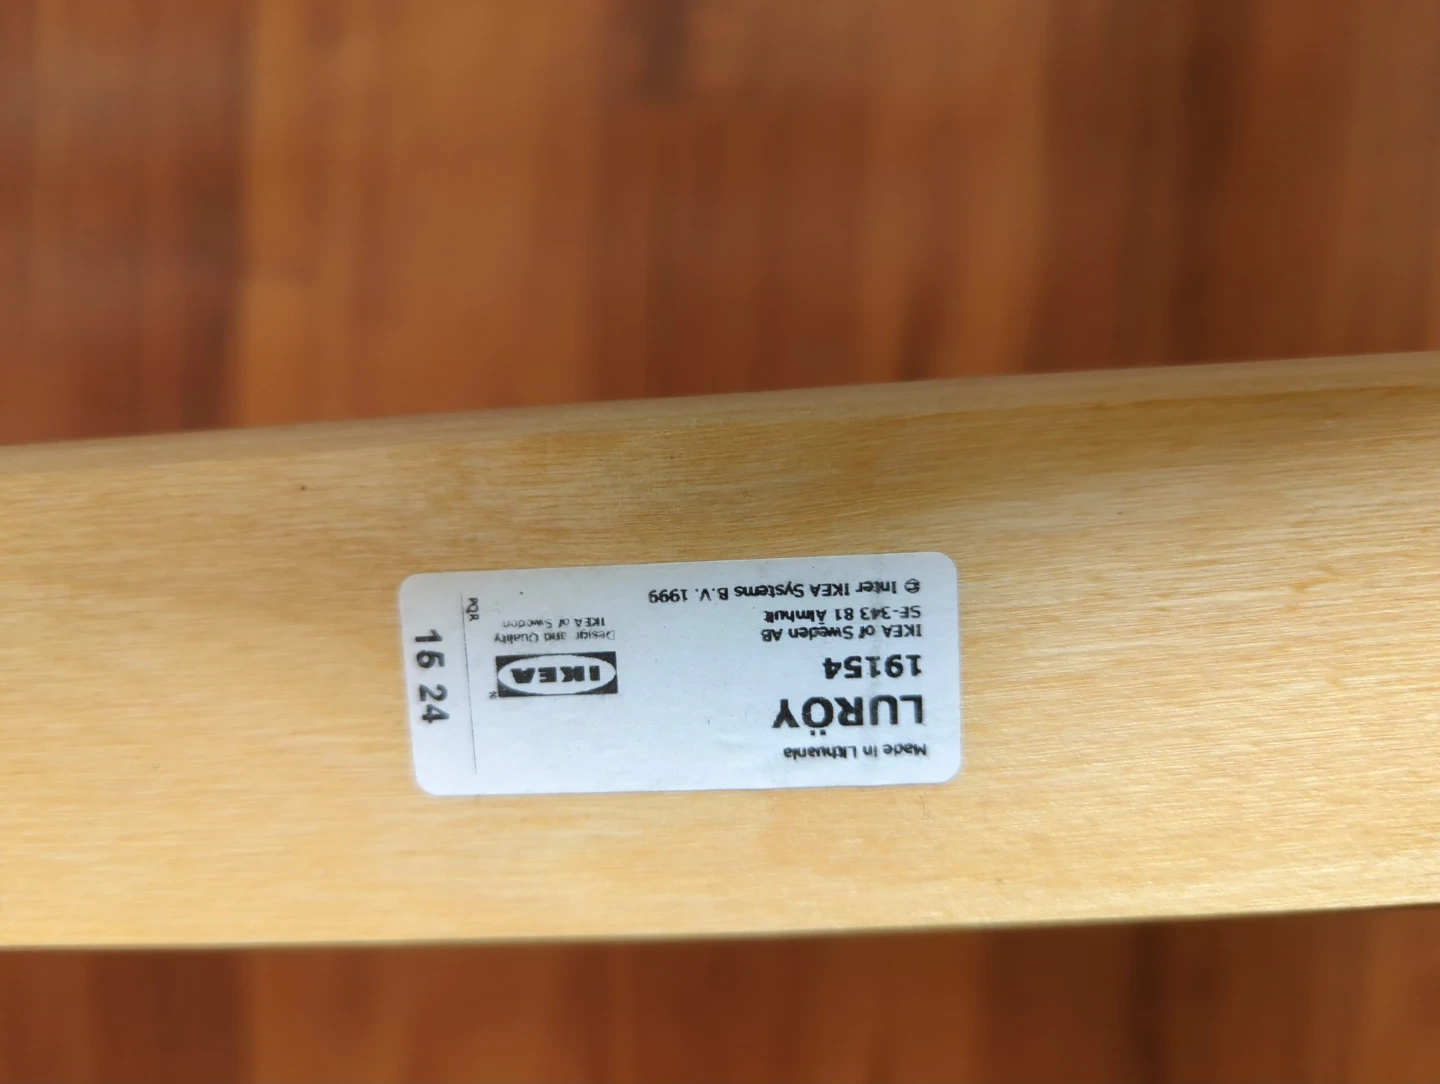 Made in Lithuania
LURÖY
19154
IKEA of Sweden AB
SE-343 81 Älmhult
© Inter IKEA Systems B.V. 1999
IKEA
Design and Quality
IKEA of Sweden
PQR
16 24